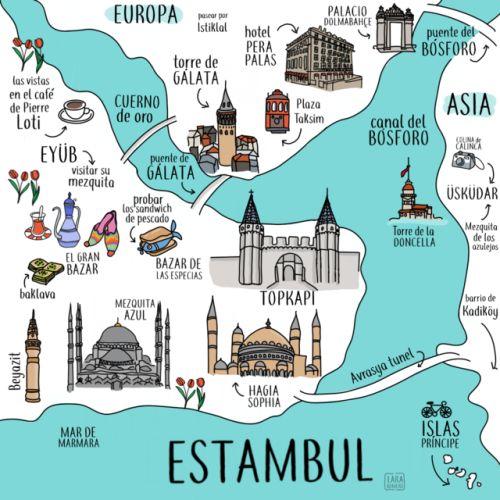 EUROPA
pasear por
Istiklal
hotel
PERA
PALAS
PALACIO
DOLMABAHÇE
puente del
BÓSFORO
las vistas
en el café
de Pierre
Loti
torre de
GÁLATA
CUERNO
de oro
Plaza
Taksim
canal del
BÓSFORO
ASIA
COLINA de
CALINCA
EYÜB
visitar su
mezquita
puente de
GÁLATA
ÜSKÜDAR
probar
los sandwich
de pescado
Torre de la
DONCELLA
Mezquita
de los
azulejos
EL GRAN
BAZAR
BAZAR DE
LAS ESPECIAS
baklava
TOPKAPI
MEZQUITA
AZUL
barrio de
Kadiköy
Beyazit
HAGIA
SOPHIA
Avrasya tunel
MAR DE
MARMARA
ESTAMBUL
ISLAS
PRÍNCIPE
LARA